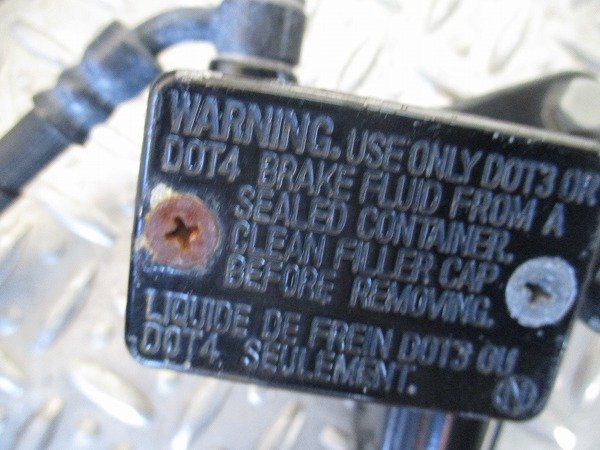 WARNING. USE ONLY DOT3 OR
DOT4 BRAKE FLUID FROM A
SEALED CONTAINER.
CLEAN FILLER CAP
BEFORE REMOVING.
LIQUIDE DE FREIN DOT3 OU
DOT4 SEULEMENT.
N